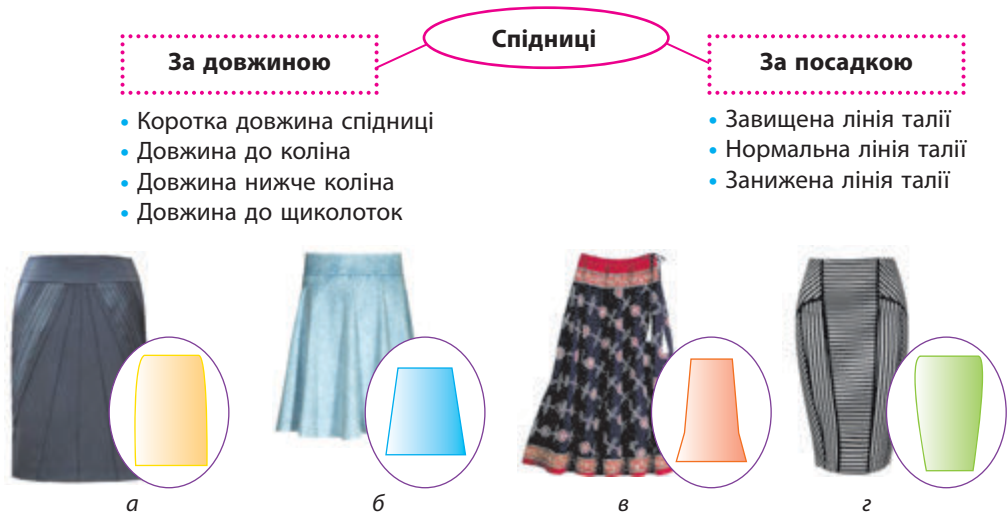 Спідниці
За довжиною
• Коротка довжина спідниці
• Довжина до коліна
• Довжина нижче коліна
• Довжина до щиколоток
За посадкою
• Завищена лінія талії
• Нормальна лінія талії
• Занижена лінія талії
а
б
в
г